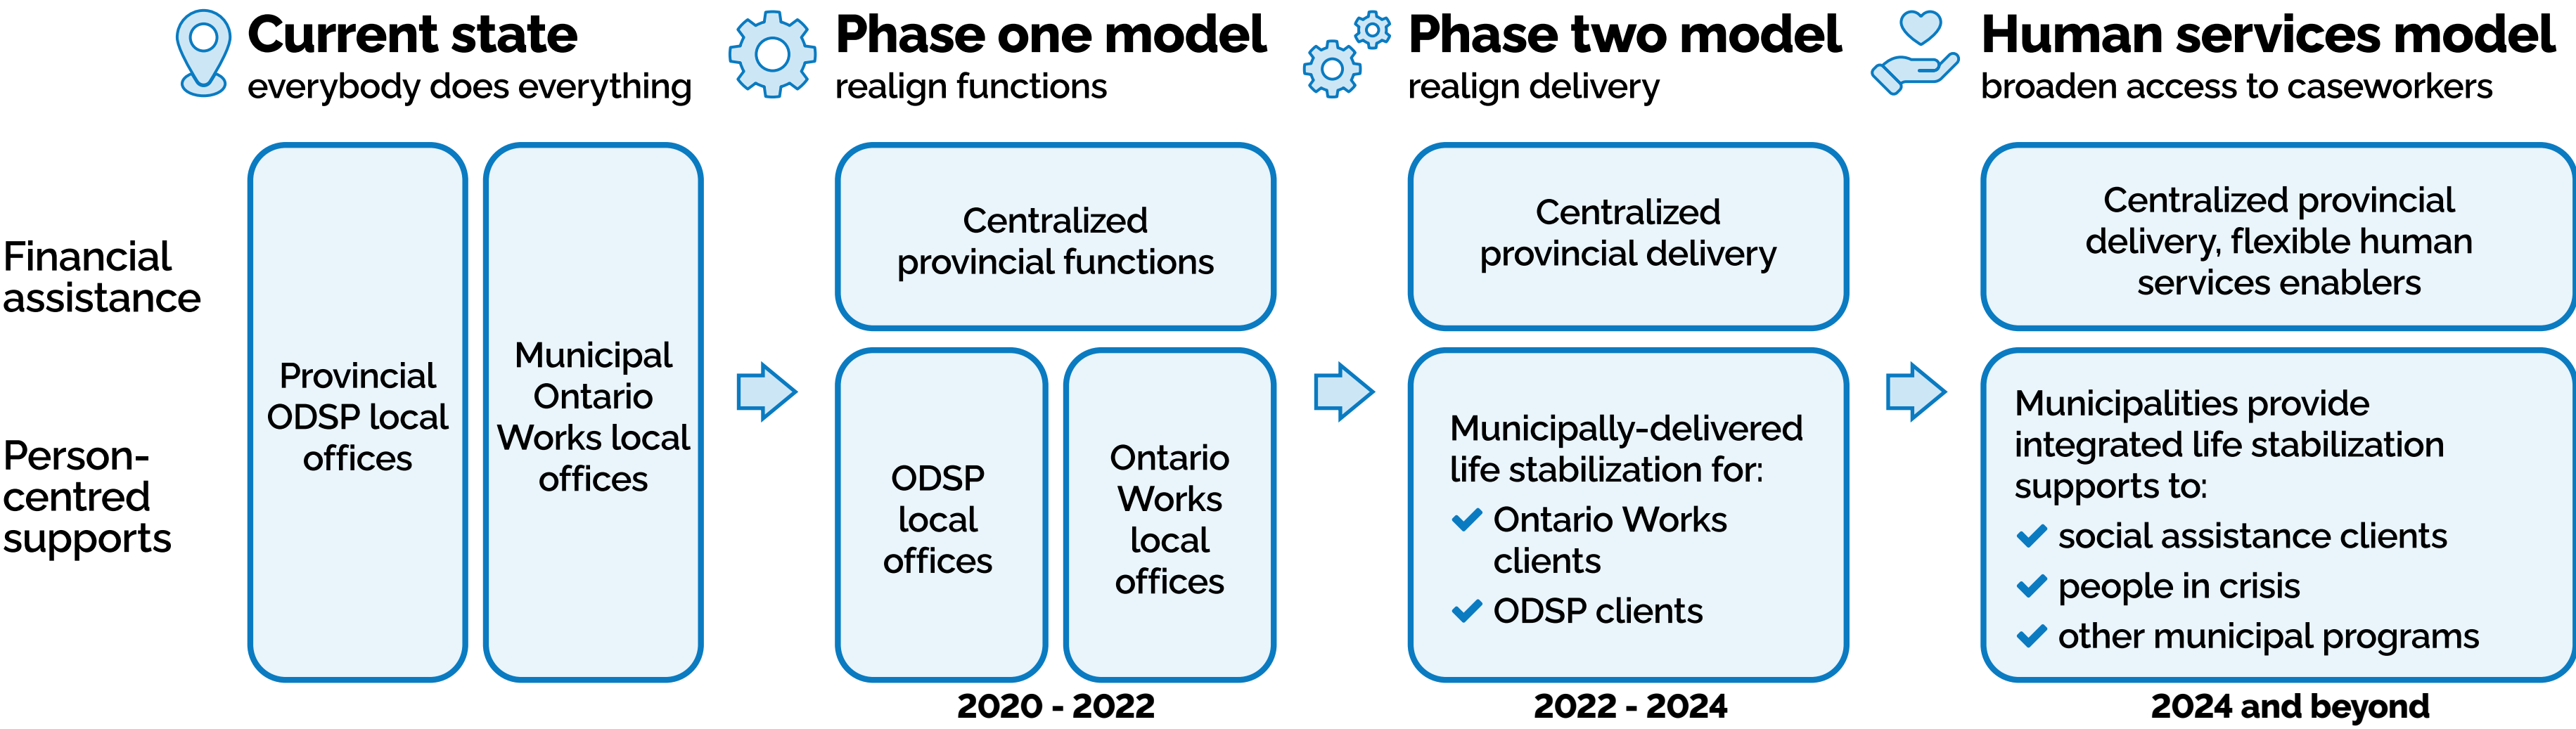 Current state
everybody does everything
Phase one model
realign functions
Phase two model
realign delivery
Human services model
broaden access to caseworkers
Financial
assistance
Person-
centred
supports
Provincial
ODSP local
offices
Municipal
Ontario
Works local
offices
Centralized
provincial functions
ODSP
local
offices
Ontario
Works
local
offices
2020 - 2022
Centralized
provincial delivery
Municipally-delivered
life stabilization for:
Ontario Works
clients
ODSP clients
2022 - 2024
Centralized provincial
delivery, flexible human
services enablers
Municipalities provide
integrated life stabilization
supports to:
social assistance clients
people in crisis
other municipal programs
2024 and beyond